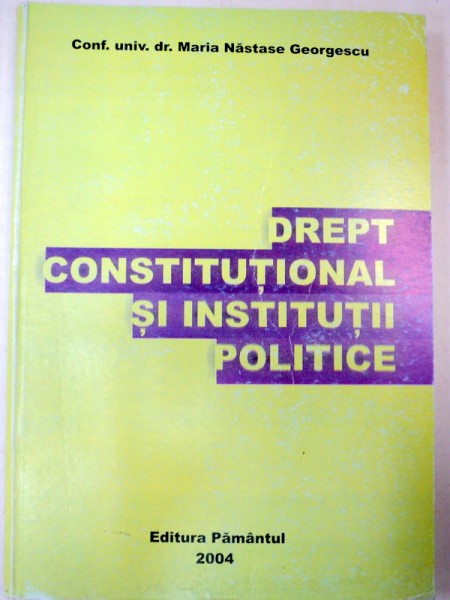 Conf. univ. dr. Maria Năstase Georgescu
DREPT
CONSTITUȚIONAL
ȘI INSTITUȚII
POLITICE
Editura Pământul
2004